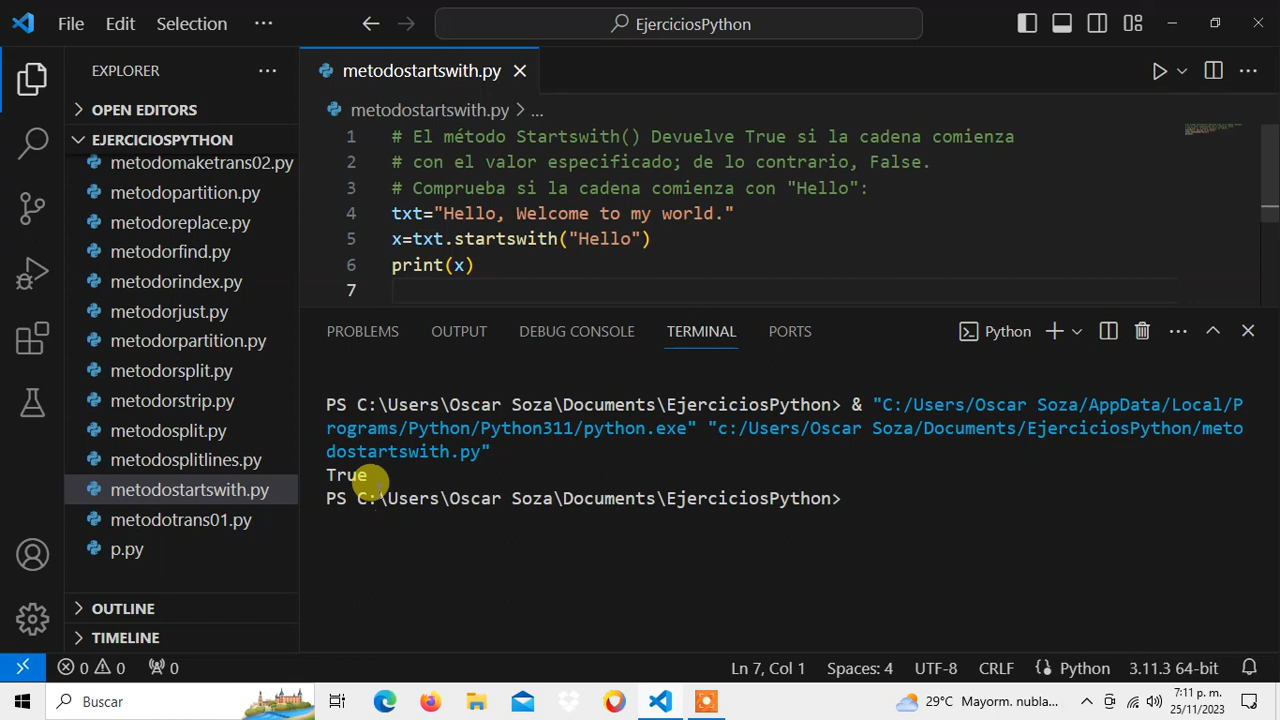 File Edit Selection ··· EjerciciosPython
EXPLORER ···
OPEN EDITORS
EJERCICIOSPYTHON
metodomaketrans02.py
metodopartition.py
metodoreplace.py
metodorfind.py
metodorindex.py
metodorjust.py
metodorpartition.py
metodorsplit.py
metodorstrip.py
metodosplit.py
metodosplitlines.py
metodostartswith.py
metodotrans01.py
p.py
OUTLINE
TIMELINE
metodostartswith.py
metodostartswith.py > ...
1 # El método Startswith() Devuelve True si la cadena comienza
2 # con el valor especificado; de lo contrario, False.
3 # Comprueba si la cadena comienza con "Hello":
4 txt="Hello, Welcome to my world."
5 x=txt.startswith("Hello")
6 print(x)
7
PROBLEMS OUTPUT DEBUG CONSOLE TERMINAL PORTS Python
PS C:\Users\Oscar Soza\Documents\EjerciciosPython> & "C:/Users/Oscar Soza/AppData/Local/P
rograms/Python/Python311/python.exe" "c:/Users/Oscar Soza/Documents/EjerciciosPython/meto
dostartswith.py"
True
PS C:\Users\Oscar Soza\Documents\EjerciciosPython>
0 0 0 Ln 7, Col 1 Spaces: 4 UTF-8 CRLF Python 3.11.3 64-bit
Buscar 29°C Mayorm. nubla... 7:11 p. m.
25/11/2023